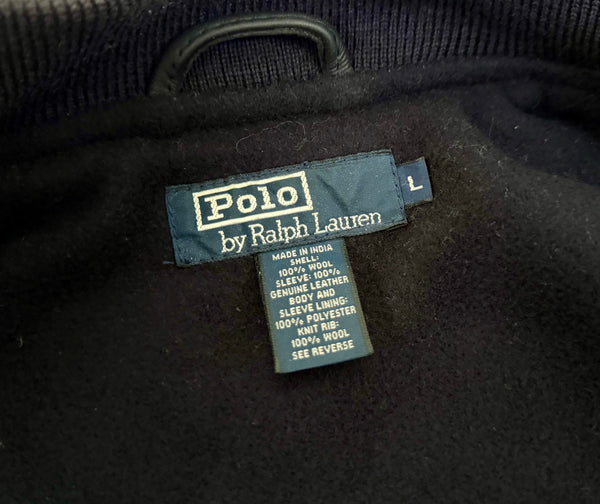 Polo
by Ralph Lauren
L
MADE IN INDIA
SHELL:
100% WOOL
SLEEVE: 100%
GENUINE LEATHER
BODY AND
SLEEVE LINING:
100% POLYESTER
KNIT RIB:
100% WOOL
SEE REVERSE